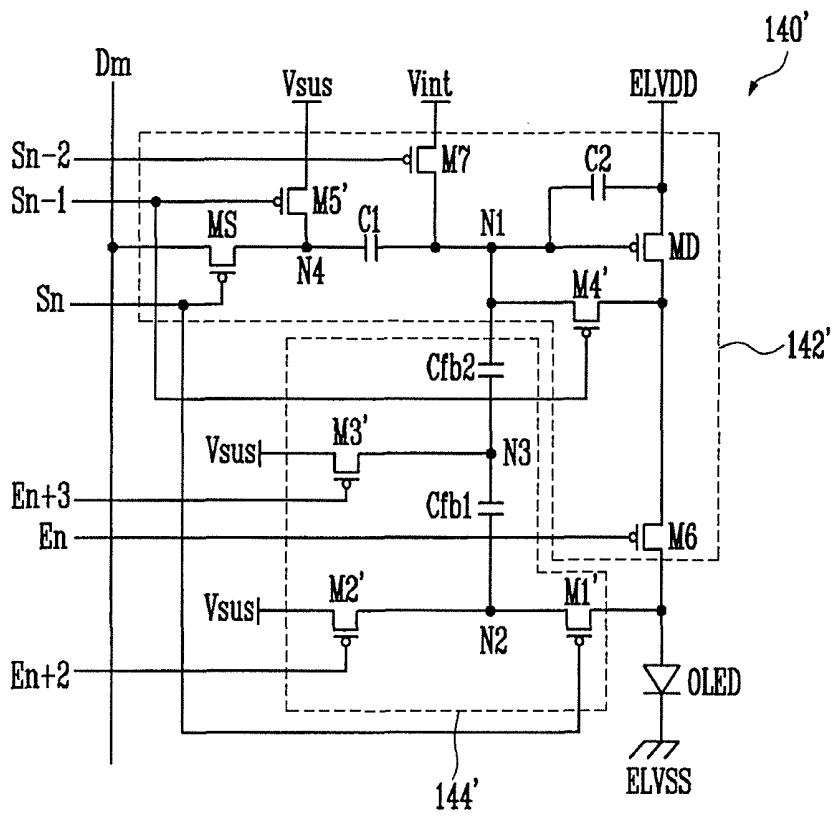 140'
Dm
Vsus
Vint
ELVDD
Sn-2
M7
C2
Sn-1
M5'
MS
C1
N1
MD
N4
M4'
Sn
142'
Cfb2
M3'
Vsus
N3
En+3
Cfb1
En
M6
M2'
M1'
Vsus
N2
En+2
OLED
ELVSS
144'